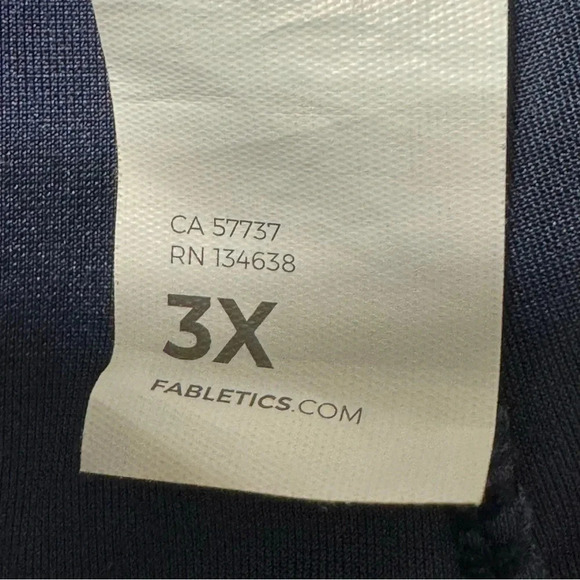 CA 57737
RN 134638
3X
FABLETICS.COM